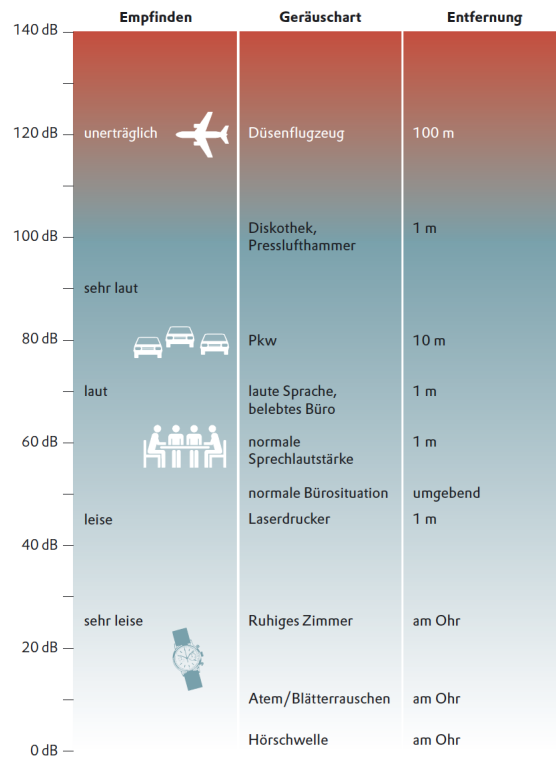 Empfinden Geräuschart Entfernung
140 dB
120 dB unerträglich Düsenflugzeug 100 m
100 dB Diskothek, 1 m
Presslufthammer
sehr laut
80 dB Pkw 10 m
laut laute Sprache, 1 m
belebtes Büro
60 dB normale 1 m
Sprechlautstärke
normale Bürosituation umgebend
leise Laserdrucker 1 m
40 dB
sehr leise Ruhiges Zimmer am Ohr
20 dB
Atem/Blätterrauschen am Ohr
Hörschwelle am Ohr
0 dB